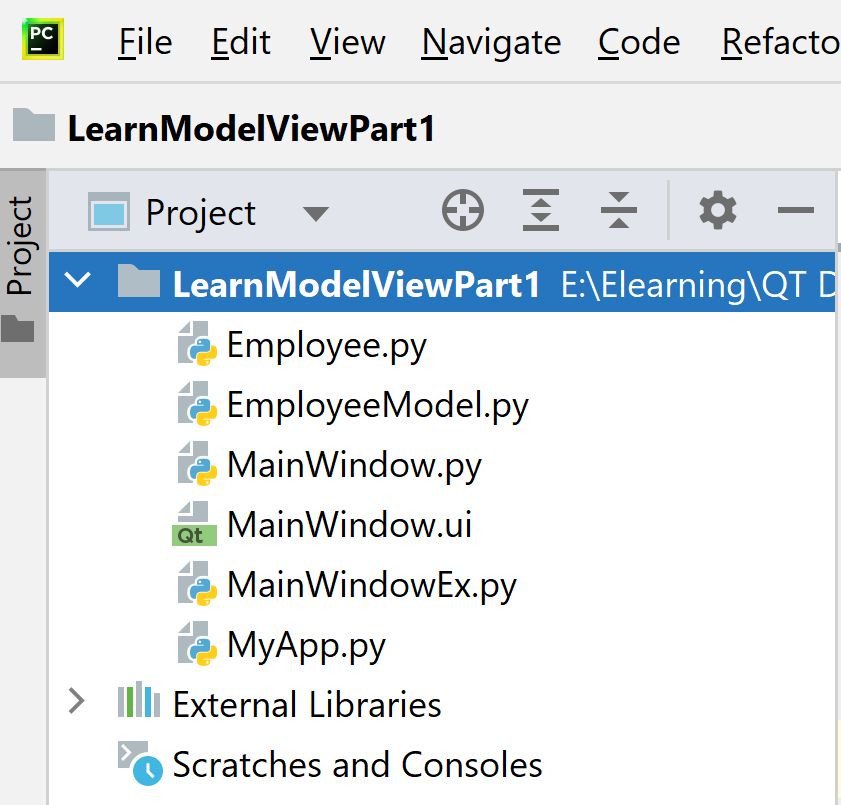 PC File Edit View Navigate Code Refacto
LearnModelViewPart1
Project
Project
LearnModelViewPart1 E:\Elearning\QT D
Employee.py
EmployeeModel.py
MainWindow.py
Qt MainWindow.ui
MainWindowEx.py
MyApp.py
External Libraries
Scratches and Consoles